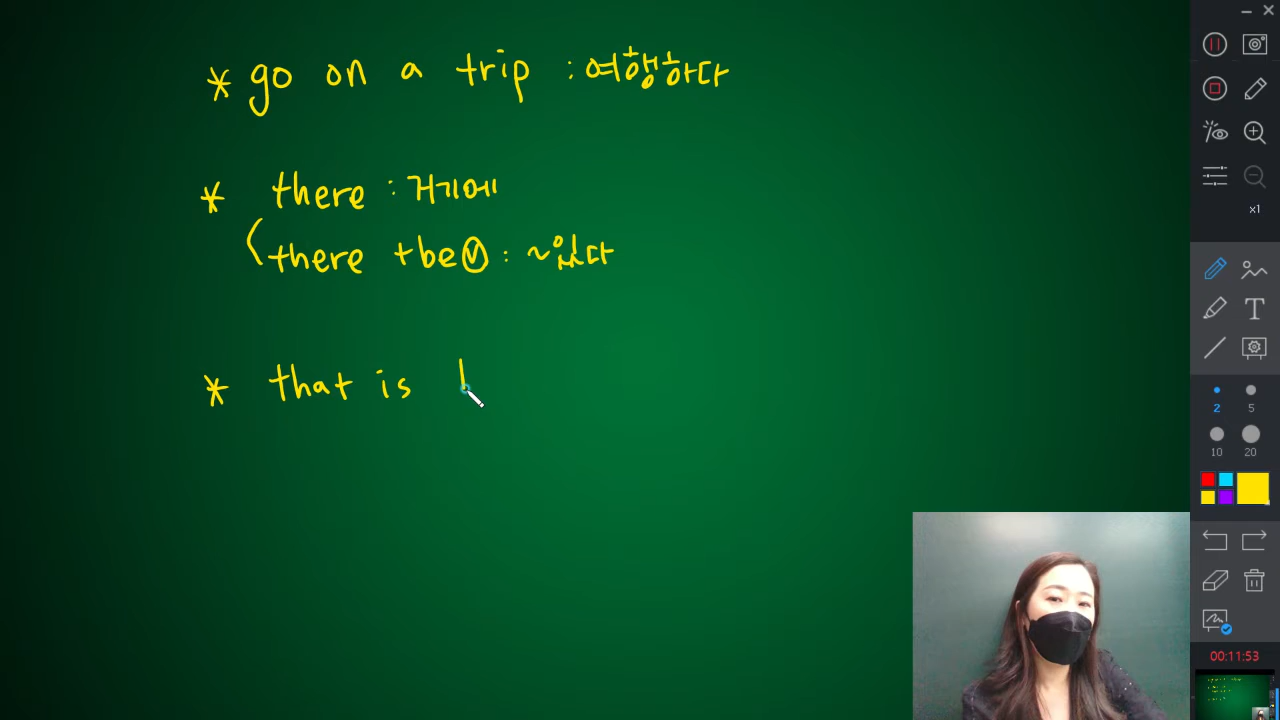 * go on a trip : 여행하다
* there : 거기에
there +be Ⓥ : ~있다
* that is
x1
T
2
5
10
20
00:11:53